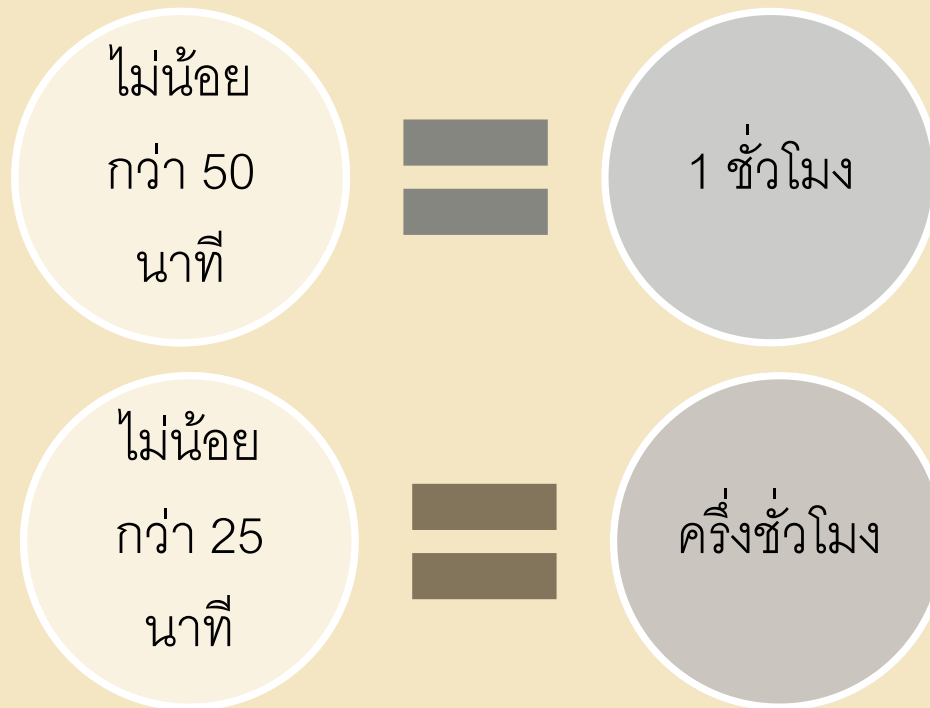 ไม่น้อย
กว่า 50
นาที
1 ชั่วโมง
ไม่น้อย
กว่า 25
นาที
ครึ่งชั่วโมง